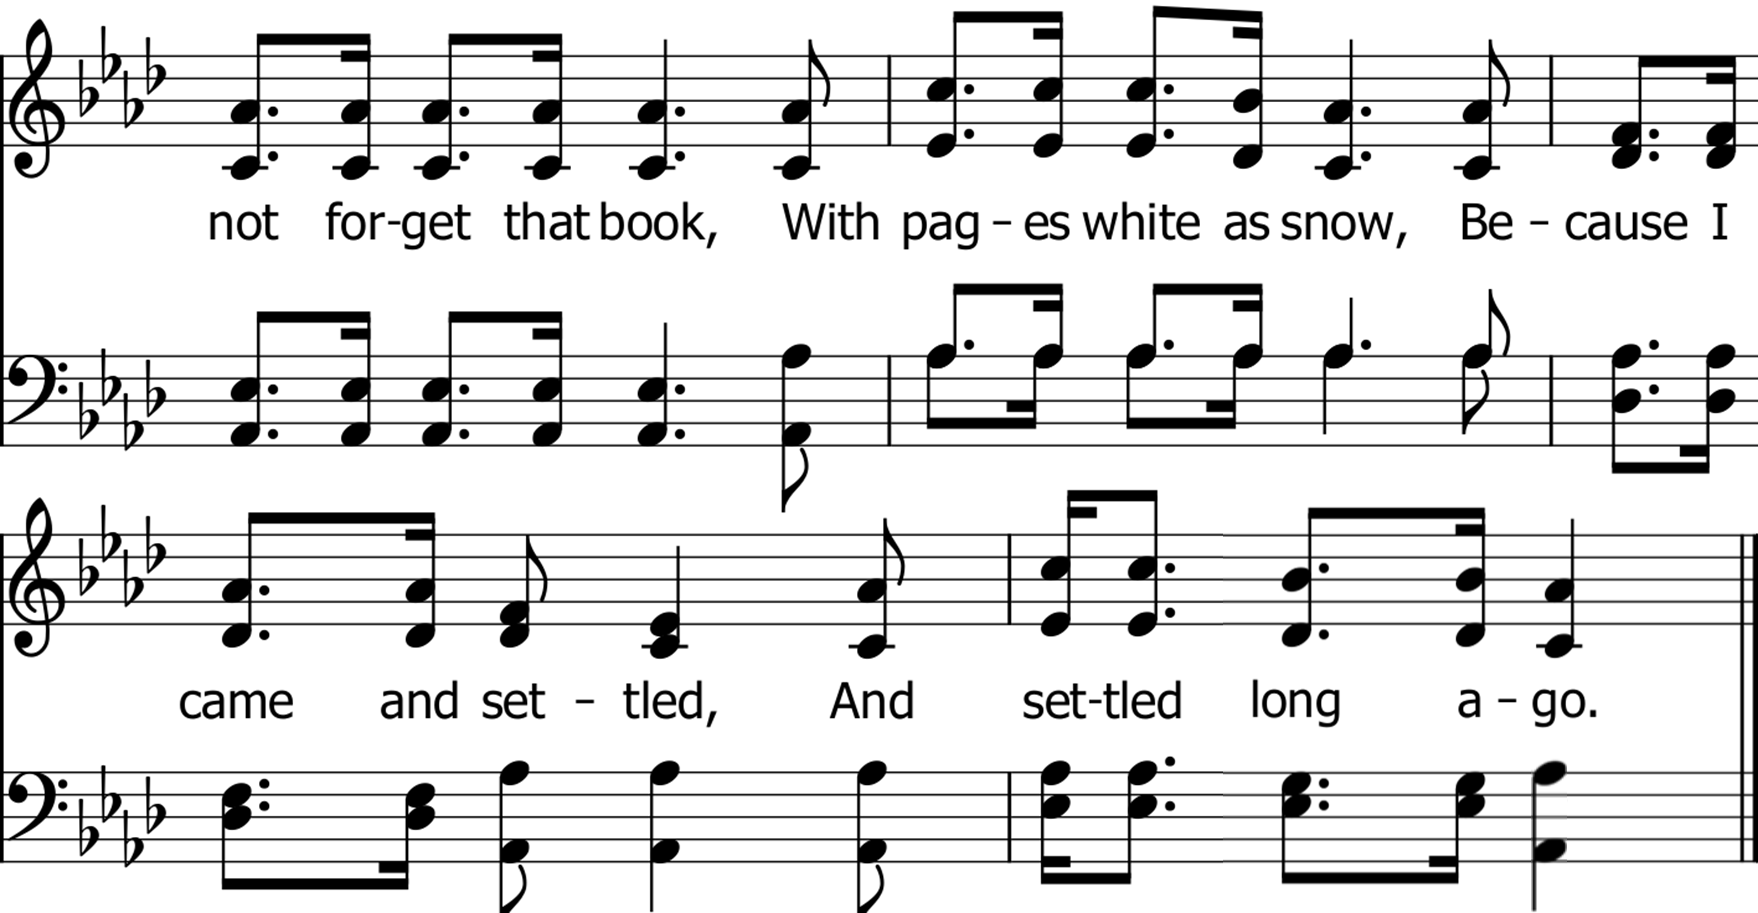 not for-get that book, With pag – es white as snow, Be – cause I
came and set – tled, And set-tled long a – go.